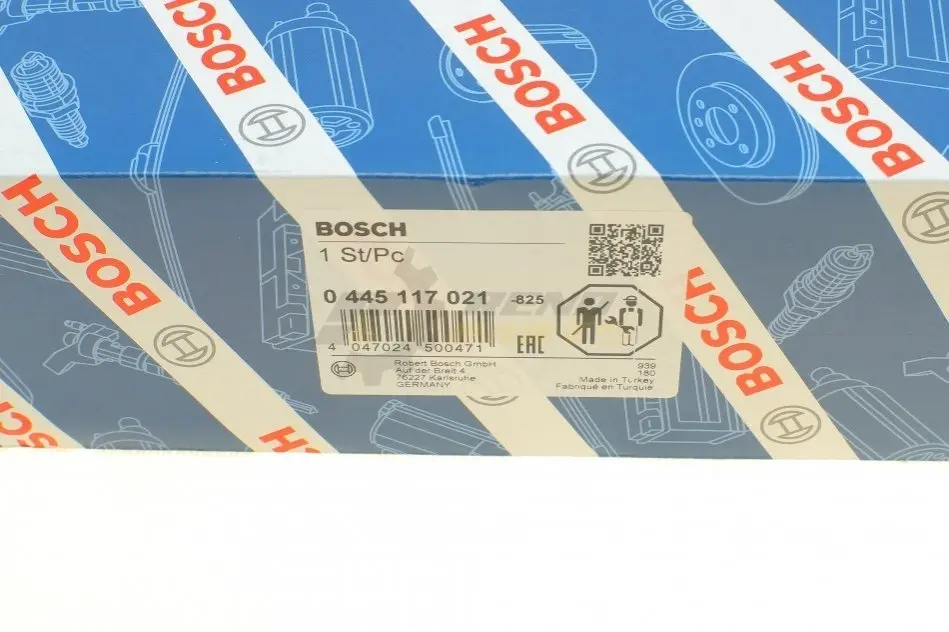 BOSCH
BOSCH
BOSCH
BOSCH
BOSCH
BOSCH
BOSCH
BOSCH
1 St/Pc
0 445 117 021 -825
4 047024 500471
EAC
Robert Bosch GmbH
Auf der Breit 4
76227 Karlsruhe
GERMANY
939
180
Made in Turkey
Fabriqué en Turquie